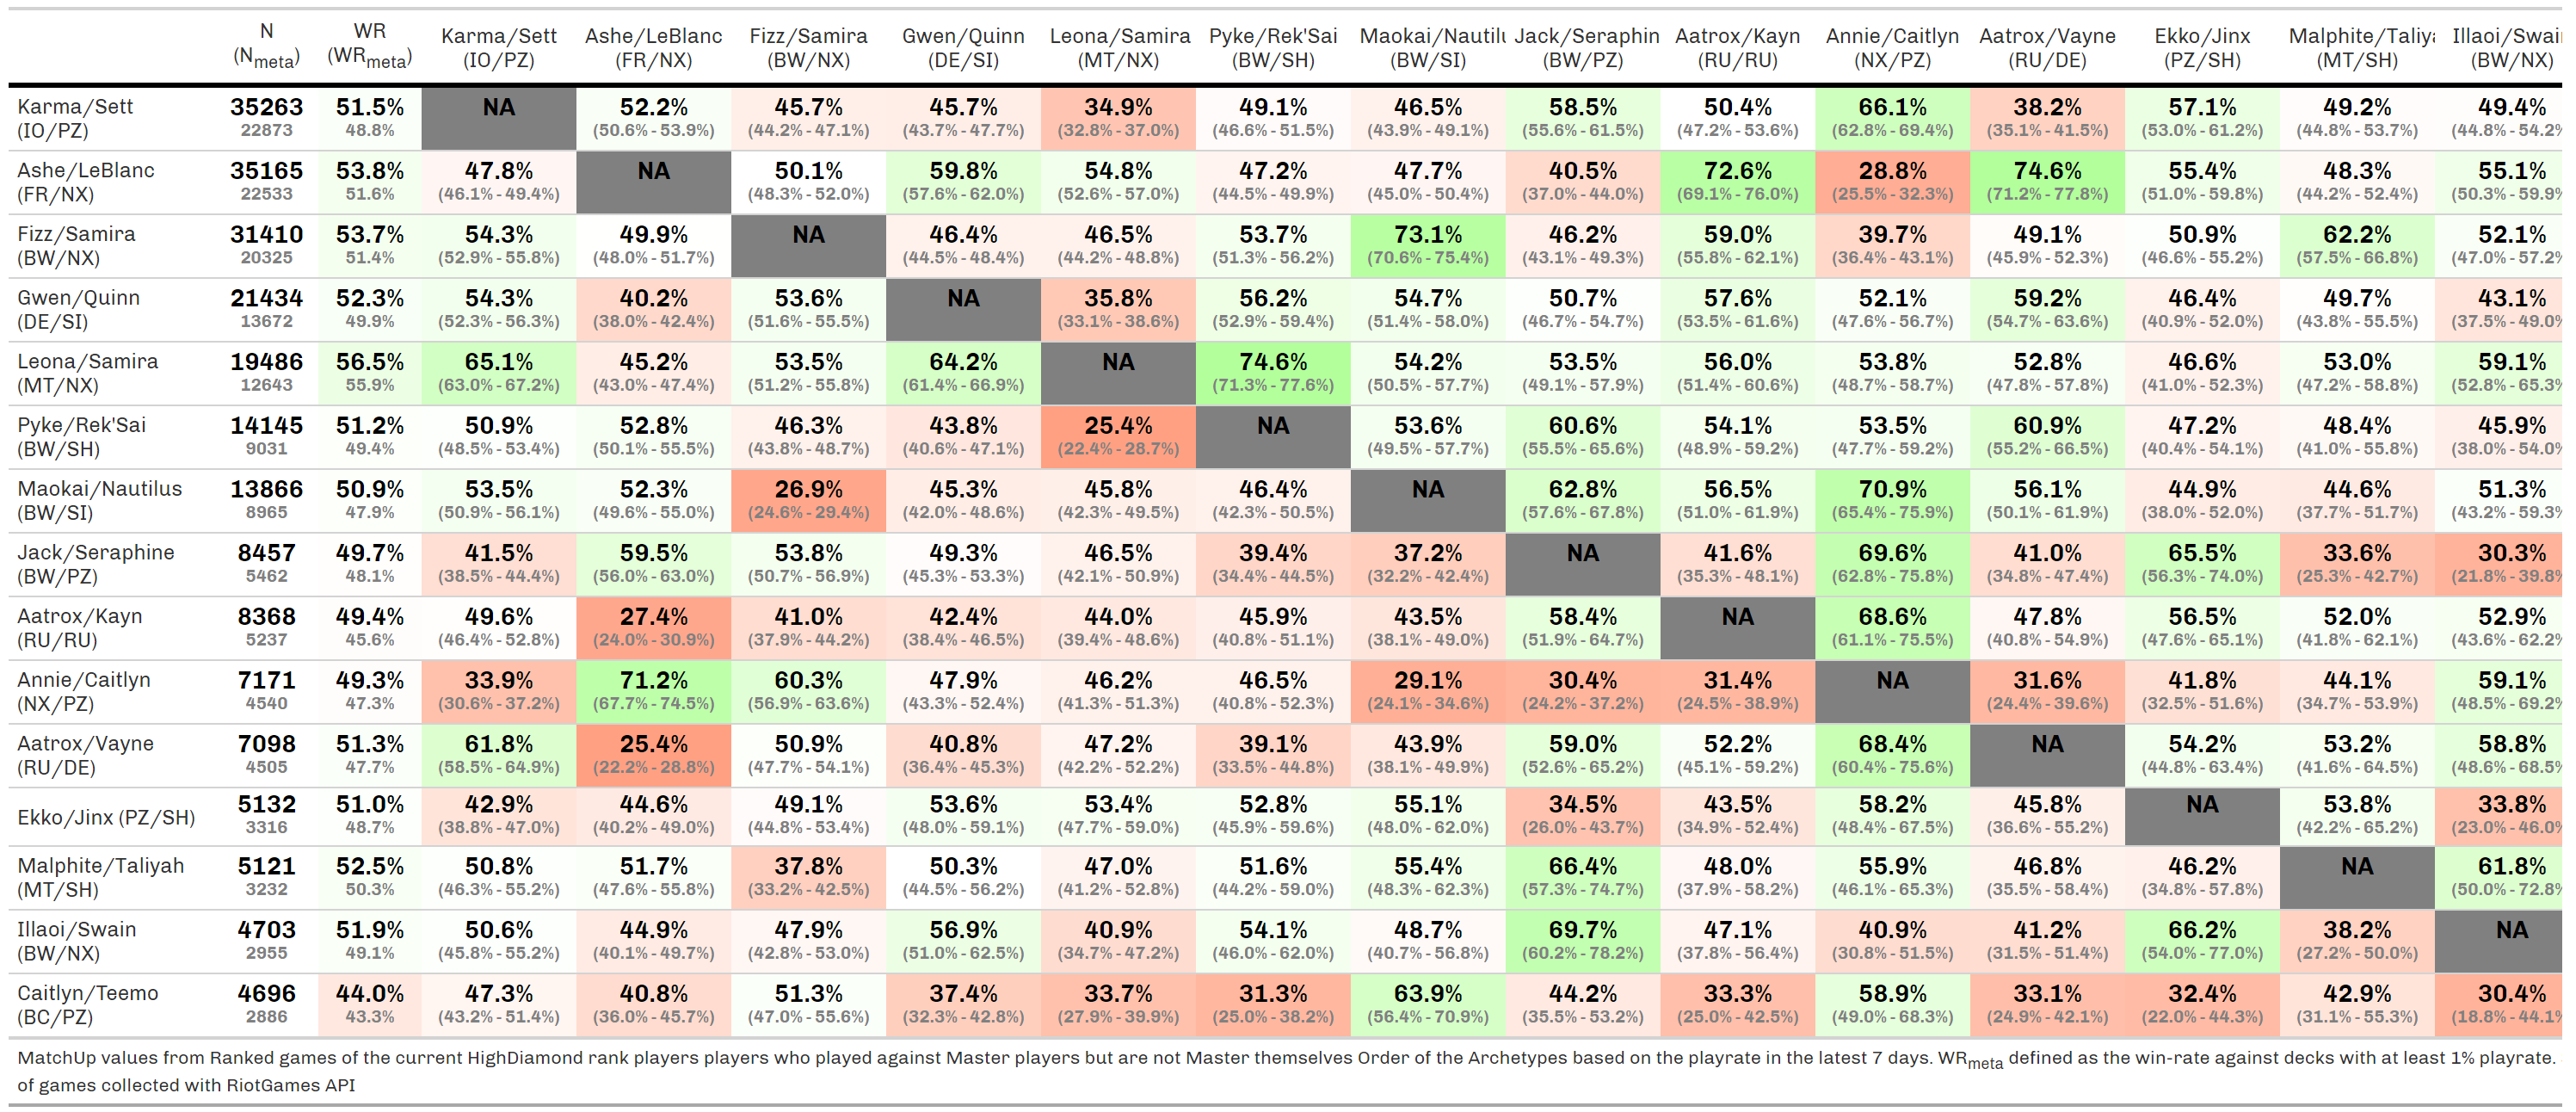 N WR Karma/Sett Ashe/LeBlanc Fizz/Samira Gwen/Quinn Leona/Samira Pyke/Rek'Sai Maokai/Nautilu Jack/Seraphin Aatrox/Kayn Annie/Caitlyn Aatrox/Vayne Ekko/Jinx Malphite/Taliya Illaoi/Swai
(Nmeta) (WRmeta) (IO/PZ) (FR/NX) (BW/NX) (DE/SI) (MT/NX) (BW/SH) (BW/SI) (BW/PZ) (RU/RU) (NX/PZ) (RU/DE) (PZ/SH) (MT/SH) (BW/NX)
Karma/Sett 35263 51.5% NA 52.2% 45.7% 45.7% 34.9% 49.1% 46.5% 58.5% 50.4% 66.1% 38.2% 57.1% 49.2% 49.4%
(IO/PZ) 22873 48.8% (50.6% - 53.9%) (44.2% - 47.1%) (43.7% - 47.7%) (32.8% - 37.0%) (46.6% - 51.5%) (43.9% - 49.1%) (55.6% - 61.5%) (47.2% - 53.6%) (62.8% - 69.4%) (35.1% - 41.5%) (53.0% - 61.2%) (44.8% - 53.7%) (44.8% - 54.2%
Ashe/LeBlanc 35165 53.8% 47.8% NA 50.1% 59.8% 54.8% 47.2% 47.7% 40.5% 72.6% 28.8% 74.6% 55.4% 48.3% 55.1%
(FR/NX) 22533 51.6% (46.1% - 49.4%) (48.3% - 52.0%) (57.6% - 62.0%) (52.6% - 57.0%) (44.5% - 49.9%) (45.0% - 50.4%) (37.0% - 44.0%) (69.1% - 76.0%) (25.5% - 32.3%) (71.2% - 77.8%) (51.0% - 59.8%) (44.2% - 52.4%) (50.3% - 59.9%
Fizz/Samira 31410 53.7% 54.3% 49.9% NA 46.4% 46.5% 53.7% 73.1% 46.2% 59.0% 39.7% 49.1% 50.9% 62.2% 52.1%
(BW/NX) 20325 51.4% (52.9% - 55.8%) (48.0% - 51.7%) (44.5% - 48.4%) (44.2% - 48.8%) (51.3% - 56.2%) (70.6% - 75.4%) (43.1% - 49.3%) (55.8% - 62.1%) (36.4% - 43.1%) (45.9% - 52.3%) (46.6% - 55.2%) (57.5% - 66.8%) (47.0% - 57.2%
Gwen/Quinn 21434 52.3% 54.3% 40.2% 53.6% NA 35.8% 56.2% 54.7% 50.7% 57.6% 52.1% 59.2% 46.4% 49.7% 43.1%
(DE/SI) 13672 49.9% (52.3% - 56.3%) (38.0% - 42.4%) (51.6% - 55.5%) (33.1% - 38.6%) (52.9% - 59.4%) (51.4% - 58.0%) (46.7% - 54.7%) (53.5% - 61.6%) (47.6% - 56.7%) (54.7% - 63.6%) (40.9% - 52.0%) (43.8% - 55.5%) (37.5% - 49.0%
Leona/Samira 19486 56.5% 65.1% 45.2% 53.5% 64.2% NA 74.6% 54.2% 53.5% 56.0% 53.8% 52.8% 46.6% 53.0% 59.1%
(MT/NX) 12643 55.9% (63.0% - 67.2%) (43.0% - 47.4%) (51.2% - 55.8%) (61.4% - 66.9%) (71.3% - 77.6%) (50.5% - 57.7%) (49.1% - 57.9%) (51.4% - 60.6%) (48.7% - 58.7%) (47.8% - 57.8%) (41.0% - 52.3%) (47.2% - 58.8%) (52.8% - 65.3%
Pyke/Rek'Sai 14145 51.2% 50.9% 52.8% 46.3% 43.8% 25.4% NA 53.6% 60.6% 54.1% 53.5% 60.9% 47.2% 48.4% 45.9%
(BW/SH) 9031 49.4% (48.5% - 53.4%) (50.1% - 55.5%) (43.8% - 48.7%) (40.6% - 47.1%) (22.4% - 28.7%) (49.5% - 57.7%) (55.5% - 65.6%) (48.9% - 59.2%) (47.7% - 59.2%) (55.2% - 66.5%) (40.4% - 54.1%) (41.0% - 55.8%) (38.0% - 54.0%
Maokai/Nautilus 13866 50.9% 53.5% 52.3% 26.9% 45.3% 45.8% 46.4% NA 62.8% 56.5% 70.9% 56.1% 44.9% 44.6% 51.3%
(BW/SI) 8965 47.9% (50.9% - 56.1%) (49.6% - 55.0%) (24.6% - 29.4%) (42.0% - 48.6%) (42.3% - 49.5%) (42.3% - 50.5%) (57.6% - 67.8%) (51.0% - 61.9%) (65.4% - 75.9%) (50.1% - 61.9%) (38.0% - 52.0%) (37.7% - 51.7%) (43.2% - 59.3%
Jack/Seraphine 8457 49.7% 41.5% 59.5% 53.8% 49.3% 46.5% 39.4% 37.2% NA 41.6% 69.6% 41.0% 65.5% 33.6% 30.3%
(BW/PZ) 5462 48.1% (38.5% - 44.4%) (56.0% - 63.0%) (50.7% - 56.9%) (45.3% - 53.3%) (42.1% - 50.9%) (34.4% - 44.5%) (32.2% - 42.4%) (35.3% - 48.1%) (62.8% - 75.8%) (34.8% - 47.4%) (56.3% - 74.0%) (25.3% - 42.7%) (21.8% - 39.8%
Aatrox/Kayn 8368 49.4% 49.6% 27.4% 41.0% 42.4% 44.0% 45.9% 43.5% 58.4% NA 68.6% 47.8% 56.5% 52.0% 52.9%
(RU/RU) 5237 45.6% (46.4% - 52.8%) (24.0% - 30.9%) (37.9% - 44.2%) (38.4% - 46.5%) (39.4% - 48.6%) (40.8% - 51.1%) (38.1% - 49.0%) (51.9% - 64.7%) (61.1% - 75.5%) (40.8% - 54.9%) (47.6% - 65.1%) (41.8% - 62.1%) (43.6% - 62.2%
Annie/Caitlyn 7171 49.3% 33.9% 71.2% 60.3% 47.9% 46.2% 46.5% 29.1% 30.4% 31.4% NA 31.6% 41.8% 44.1% 59.1%
(NX/PZ) 4540 47.3% (30.6% - 37.2%) (67.7% - 74.5%) (56.9% - 63.6%) (43.3% - 52.4%) (41.3% - 51.3%) (40.8% - 52.3%) (24.1% - 34.6%) (24.2% - 37.2%) (24.5% - 38.9%) (24.4% - 39.6%) (32.5% - 51.6%) (34.7% - 53.9%) (48.5% - 69.2%
Aatrox/Vayne 7098 51.3% 61.8% 25.4% 50.9% 40.8% 47.2% 39.1% 43.9% 59.0% 52.2% 68.4% NA 54.2% 53.2% 58.8%
(RU/DE) 4505 47.7% (58.5% - 64.9%) (22.2% - 28.8%) (47.7% - 54.1%) (36.4% - 45.3%) (42.2% - 52.2%) (33.5% - 44.8%) (38.1% - 49.9%) (52.6% - 65.2%) (45.1% - 59.2%) (60.4% - 75.6%) (44.8% - 63.4%) (41.6% - 64.5%) (48.6% - 68.5%
Ekko/Jinx (PZ/SH) 5132 51.0% 42.9% 44.6% 49.1% 53.6% 53.4% 52.8% 55.1% 34.5% 43.5% 58.2% 45.8% NA 53.8% 33.8%
3316 48.7% (38.8% - 47.0%) (40.2% - 49.0%) (44.8% - 53.4%) (48.0% - 59.1%) (47.7% - 59.0%) (45.9% - 59.6%) (48.0% - 62.0%) (26.0% - 43.7%) (34.9% - 52.4%) (48.4% - 67.5%) (36.6% - 55.2%) (42.2% - 65.2%) (23.0% - 46.0%
Malphite/Taliyah 5121 52.5% 50.8% 51.7% 37.8% 50.3% 47.0% 51.6% 55.4% 66.4% 48.0% 55.9% 46.8% 46.2% NA 61.8%
(MT/SH) 3232 50.3% (46.3% - 55.2%) (47.6% - 55.8%) (33.2% - 42.5%) (44.5% - 56.2%) (41.2% - 52.8%) (44.2% - 59.0%) (48.3% - 62.3%) (57.3% - 74.7%) (37.9% - 58.2%) (46.1% - 65.3%) (35.5% - 58.4%) (34.8% - 57.8%) (50.0% - 72.8%
Illaoi/Swain 4703 51.9% 50.6% 44.9% 47.9% 56.9% 40.9% 54.1% 48.7% 69.7% 47.1% 40.9% 41.2% 66.2% 38.2% NA
(BW/NX) 2955 49.1% (45.8% - 55.2%) (40.1% - 49.7%) (42.8% - 53.0%) (51.0% - 62.5%) (34.7% - 47.2%) (46.0% - 62.0%) (40.7% - 56.8%) (60.2% - 78.2%) (37.8% - 56.4%) (30.8% - 51.5%) (31.5% - 51.4%) (54.0% - 77.0%) (27.2% - 50.0%)
Caitlyn/Teemo 4696 44.0% 47.3% 40.8% 51.3% 37.4% 33.7% 31.3% 63.9% 44.2% 33.3% 58.9% 33.1% 32.4% 42.9% 30.4%
(BC/PZ) 2886 43.3% (43.2% - 51.4%) (36.0% - 45.7%) (47.0% - 55.6%) (32.3% - 42.8%) (27.9% - 39.9%) (25.0% - 38.2%) (56.4% - 70.9%) (35.5% - 53.2%) (25.0% - 42.5%) (49.0% - 68.3%) (24.9% - 42.1%) (22.0% - 44.3%) (31.1% - 55.3%) (18.8% - 44.1%
MatchUp values from Ranked games of the current HighDiamond rank players players who played against Master players but are not Master themselves Order of the Archetypes based on the playrate in the latest 7 days. WRmeta defined as the win-rate against decks with at least 1% playrate.
of games collected with RiotGames API